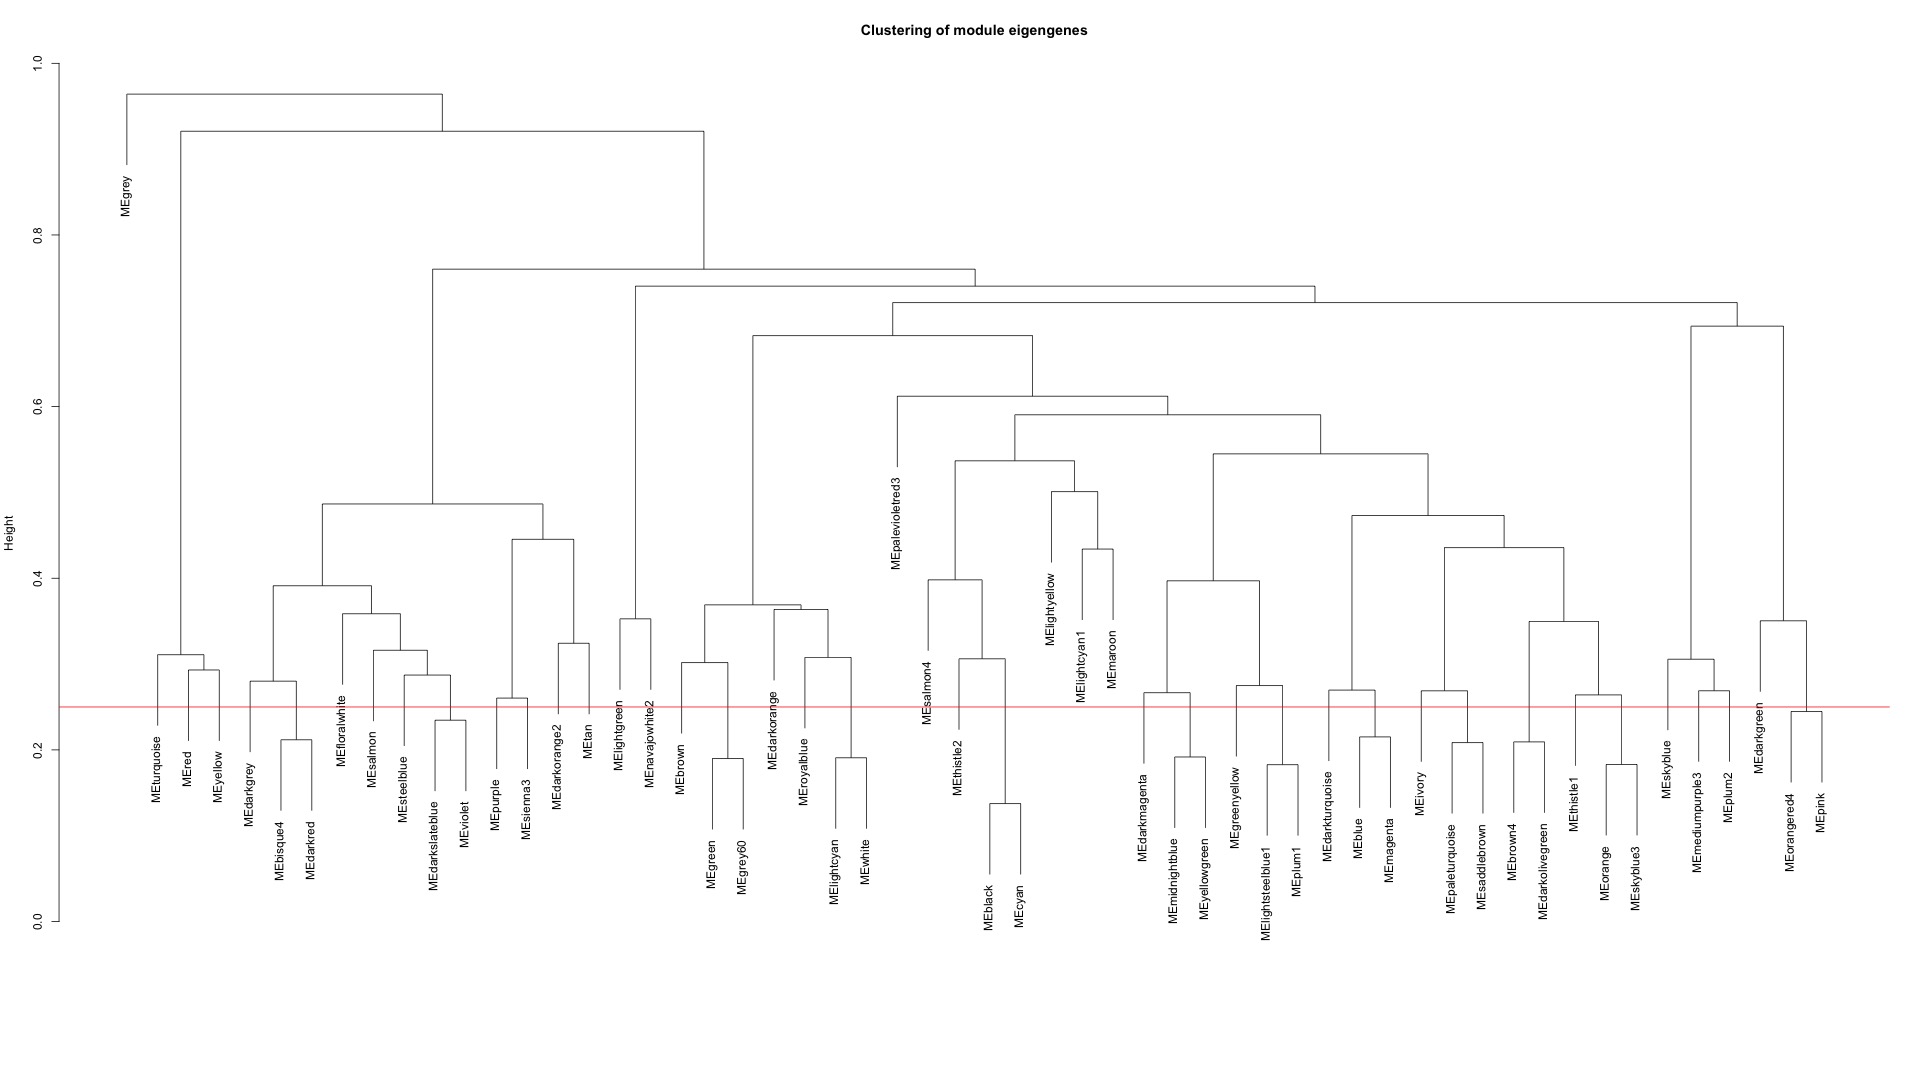 Clustering of module eigengenes
Height
1.0
0.8
0.6
0.4
0.2
0.0
MEgrey
MEturquoise
MEred
MEyellow
MEdarkgrey
MEbisque4
MEdarkred
MEfloralwhite
MEsalmon
MEsteelblue
MEdarkslateblue
MEviolet
MEpurple
MEsienna3
MEdarkorange2
MEtan
MElightgreen
MEnavajowhite2
MEbrown
MEgreen
MEgrey60
MEdarkorange
MEroyalblue
MElightcyan
MEwhite
MEpalevioletred3
MEsalmon4
MEthistle2
MEblack
MEcyan
MElightyellow
MElightcyan1
MEmaroon
MEdarkmagenta
MEmidnightblue
MEyellowgreen
MEgreenyellow
MElightsteelblue1
MEplum1
MEdarkturquoise
MEblue
MEmagenta
MEivory
MEpaleturquoise
MEsaddlebrown
MEbrown4
MEdarkolivegreen
MEthistle1
MEorange
MEskyblue3
MEskyblue
MEmediumpurple3
MEplum2
MEdarkgreen
MEorangered4
MEpink